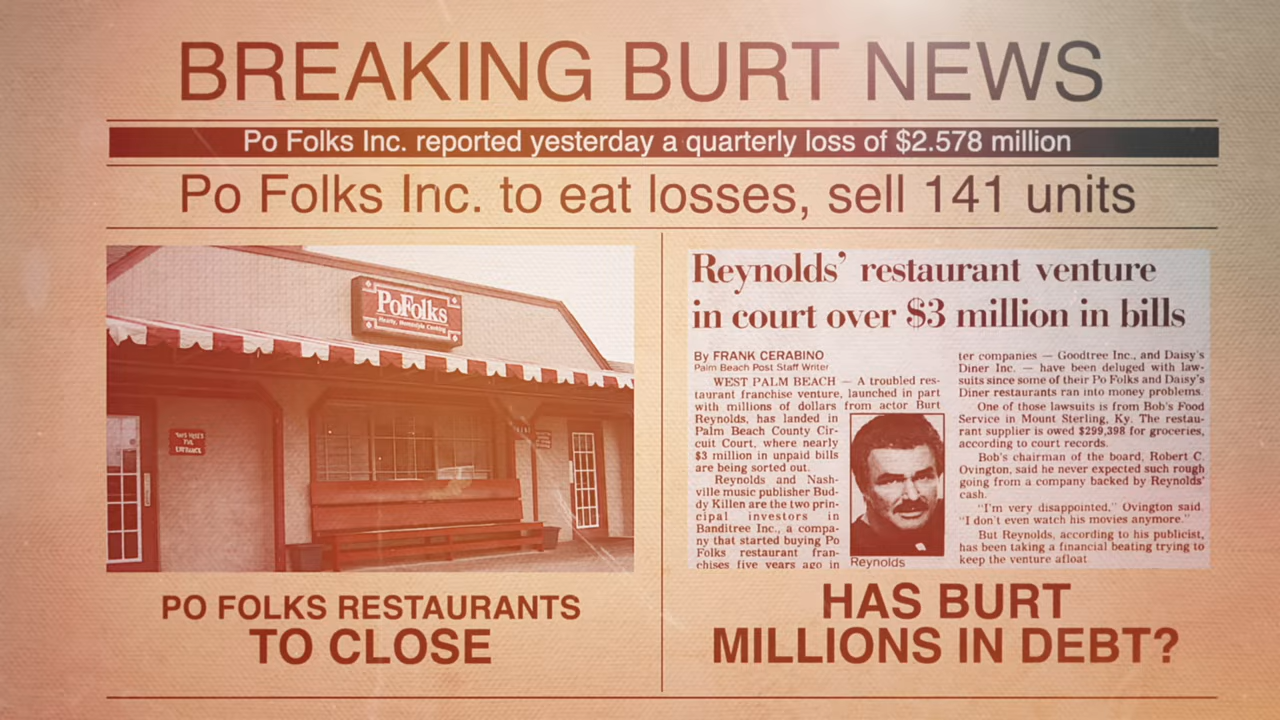 BREAKING BURT NEWS
Po Folks Inc. reported yesterday a quarterly loss of $2.578 million
Po Folks Inc. to eat losses, sell 141 units
PoFolks
Hearty, Homestyle Cooking
ENTRANCE
PO FOLKS RESTAURANTS
TO CLOSE
Reynolds’ restaurant venture
in court over $3 million in bills
By FRANK CERABINO
Palm Beach Post Staff Writer
WEST PALM BEACH — A troubled res-
taurant franchise venture, launched in part
with millions of dollars from actor Burt
Reynolds, has landed in
Palm Beach County Cir-
cuit Court, where nearly
$3 million in unpaid bills
are being sorted out.
Reynolds and Nash-
ville music publisher Bud-
dy Killen are the two prin-
cipal investors in
Banditree Inc., a compa-
ny that started buying Po
Folks restaurant fran-
chises five years ago in
Reynolds
ter companies — Goodtree Inc., and Daisy's
Diner Inc. — have been deluged with law-
suits since some of their Po Folks and Daisy's
Diner restaurants ran into money problems.
One of those lawsuits is from Bob's Food
Service in Mount Sterling, Ky. The restau-
rant supplier is owed $299,398 for groceries,
according to court records.
Bob's chairman of the board, Robert C.
Ovington, said he never expected such rough
going from a company backed by Reynolds'
cash.
“I'm very disappointed,” Ovington said.
“I don't even watch his movies anymore.”
But Reynolds, according to his publicist,
has been taking a financial beating trying to
keep the venture afloat
HAS BURT
MILLIONS IN DEBT?